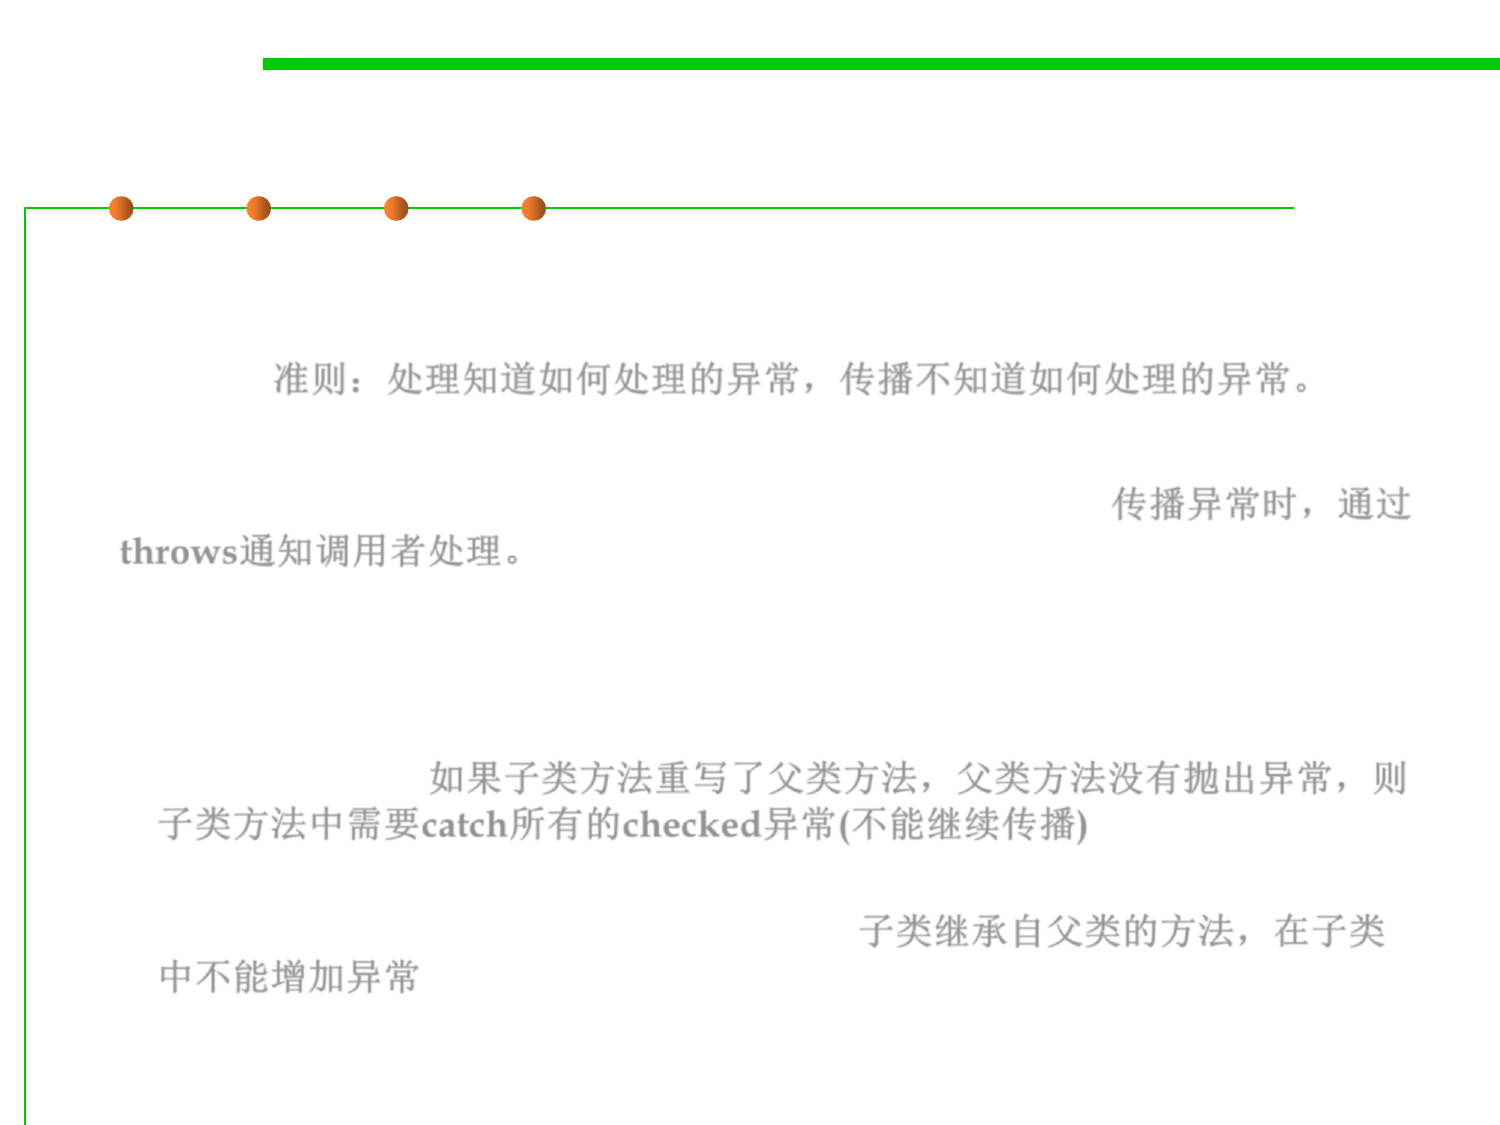 准则：处理知道如何处理的异常，传播不知道如何处理的异常。
传播异常时，通过
throws通知调用者处理。
如果子类方法重写了父类方法，父类方法没有抛出异常，则
子类方法中需要catch所有的checked异常(不能继续传播)
子类继承自父类的方法，在子类
中不能增加异常